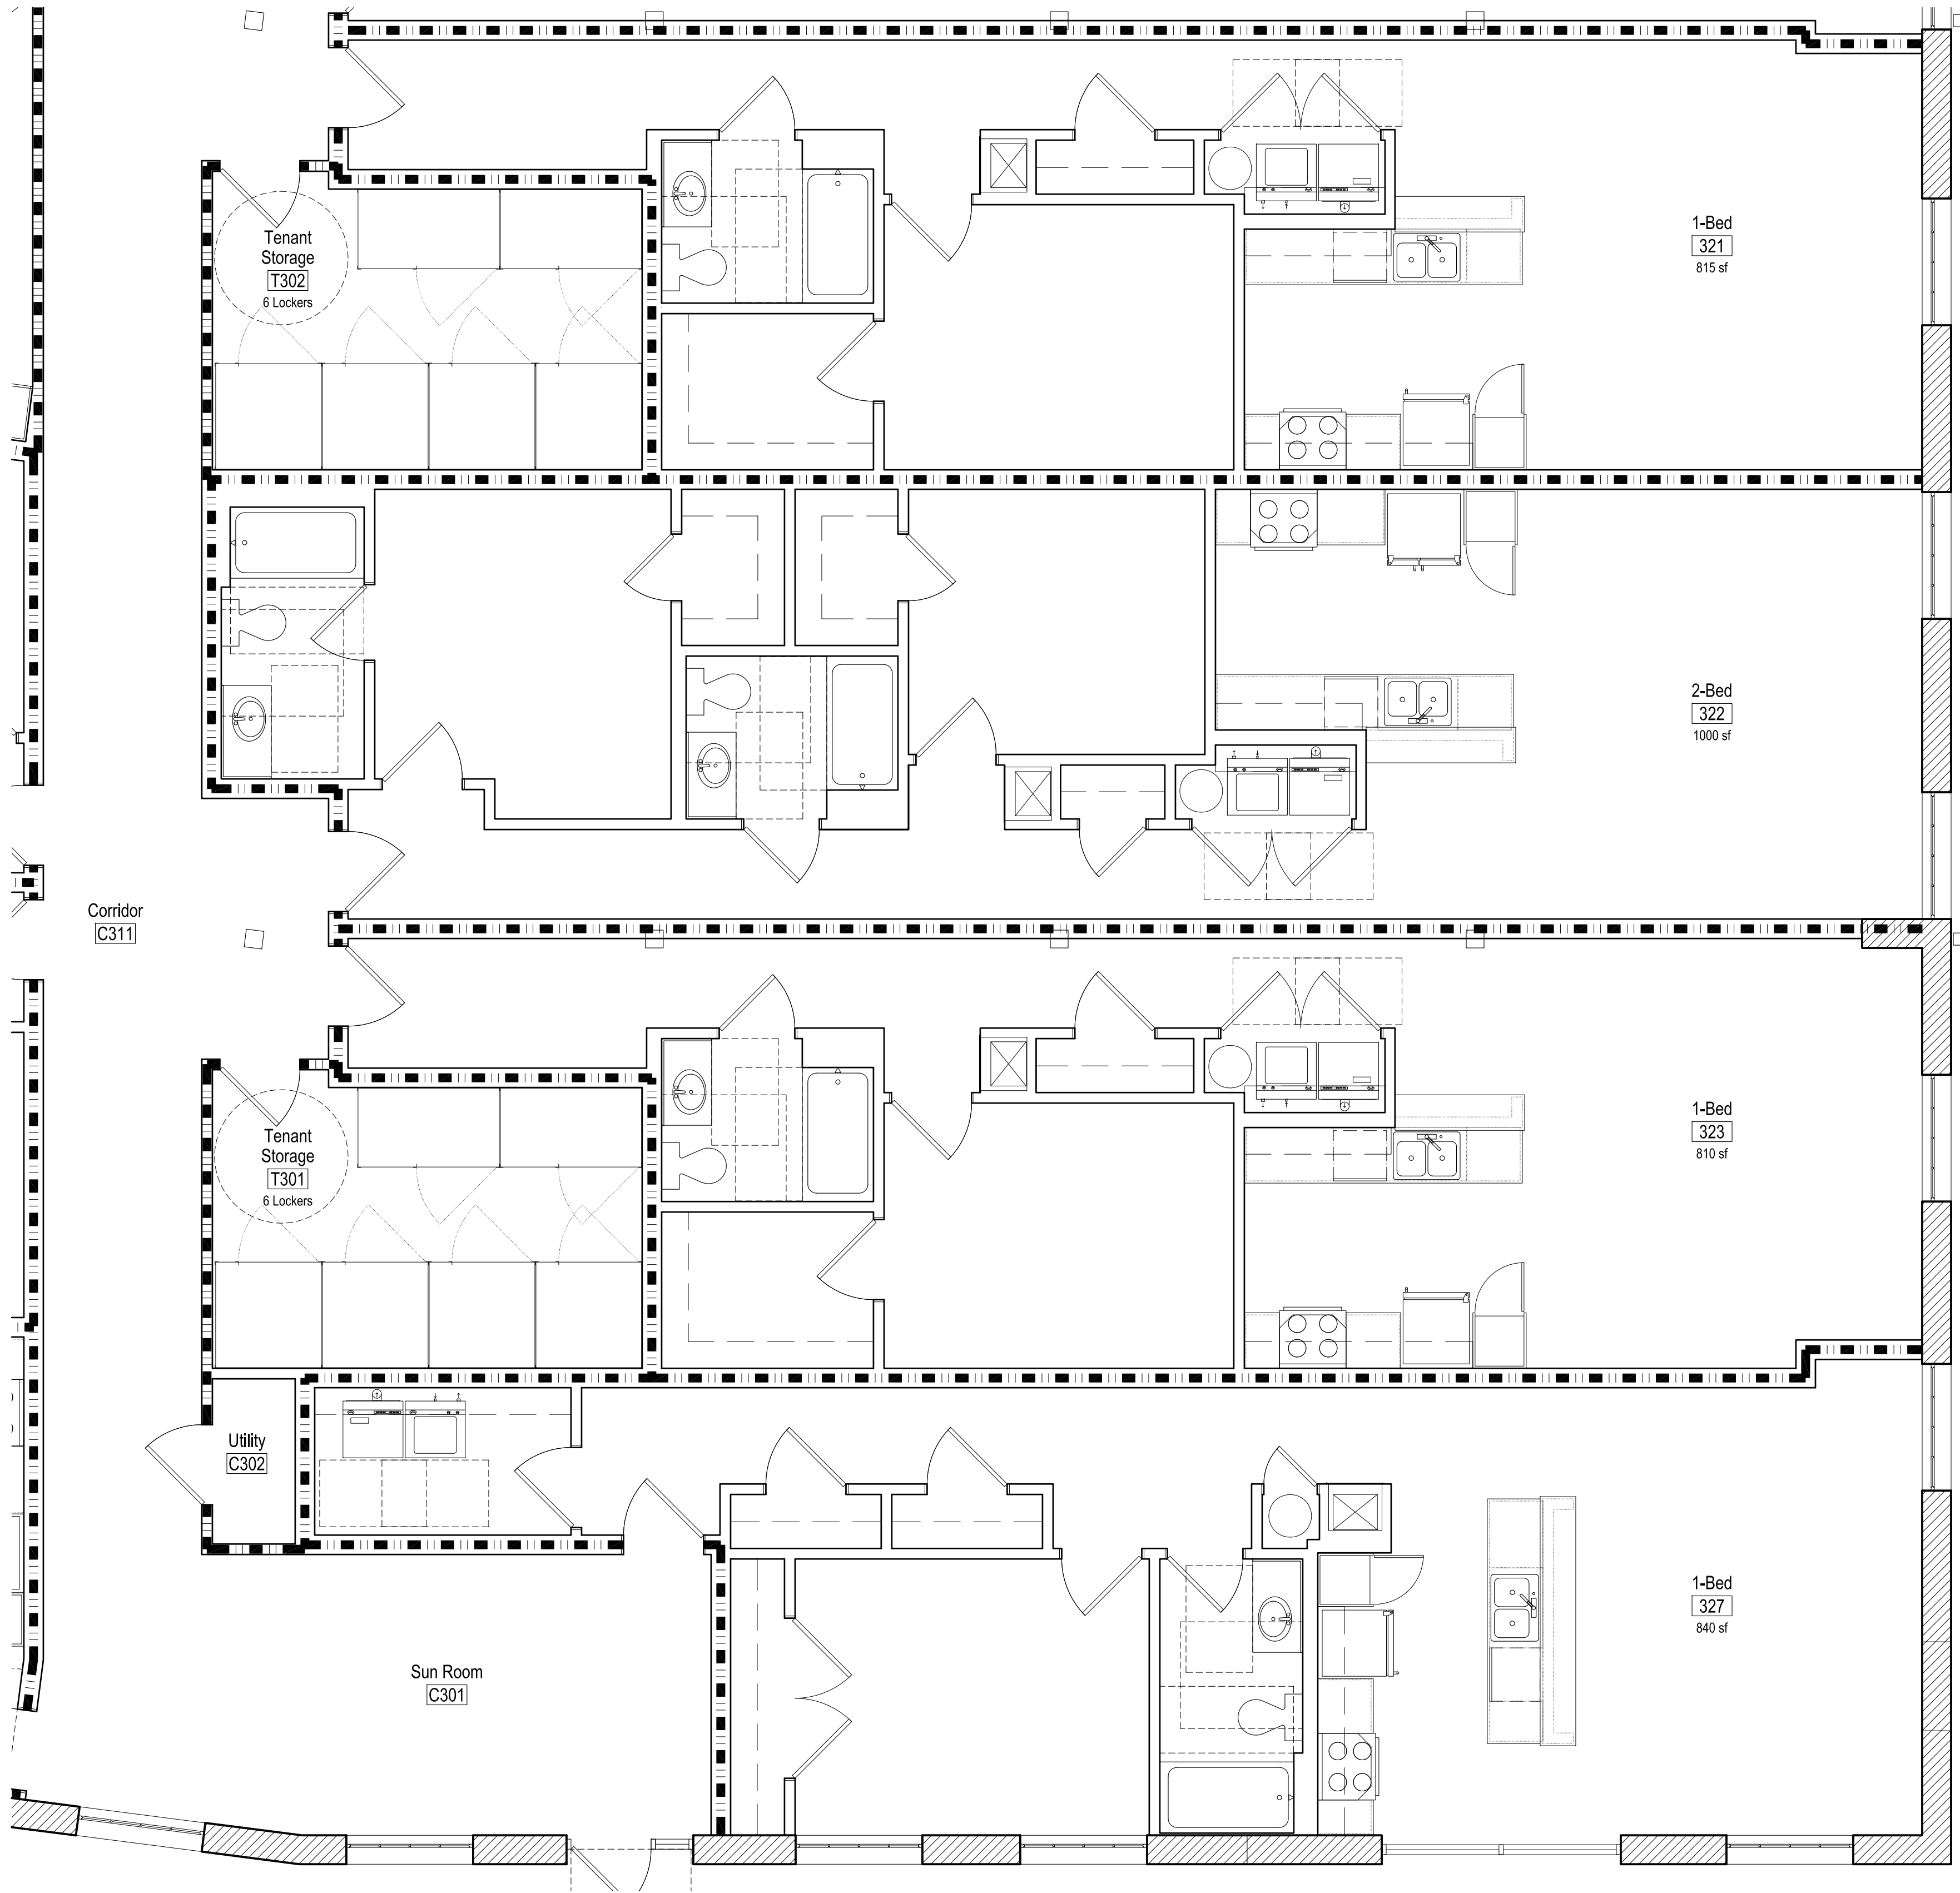 1-Bed
321
815 sf
Tenant
Storage
T302
6 Lockers
2-Bed
322
1000 sf
Corridor
C311
1-Bed
323
810 sf
Tenant
Storage
T301
6 Lockers
Utility
C302
1-Bed
327
840 sf
Sun Room
C301